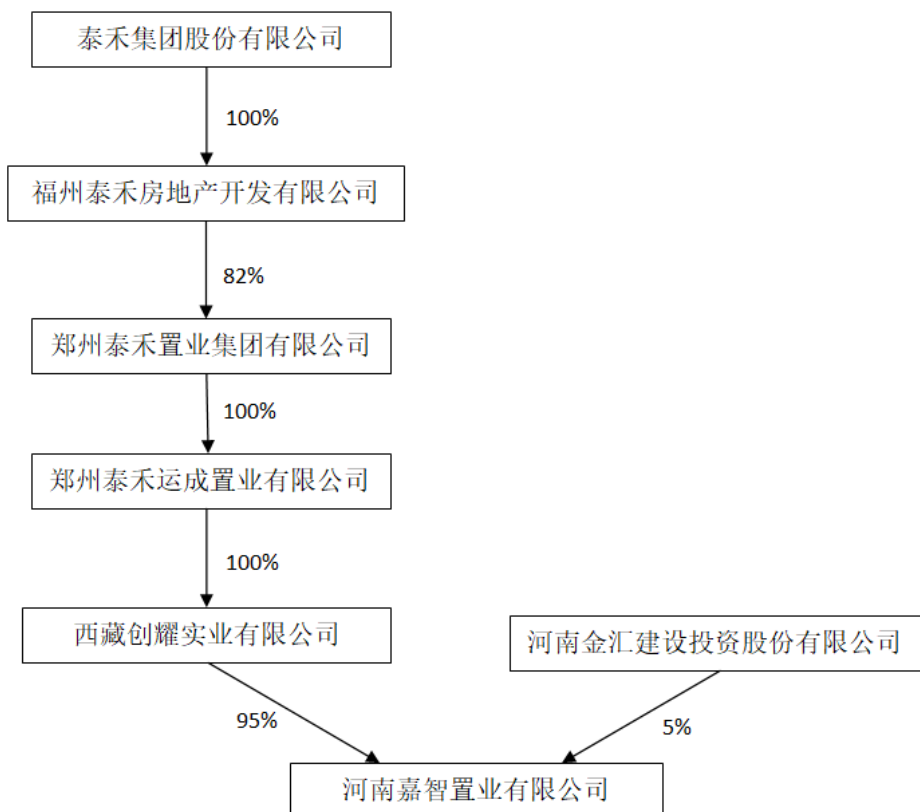 泰禾集团股份有限公司
100%
福州泰禾房地产开发有限公司
82%
郑州泰禾置业集团有限公司
100%
郑州泰禾运成置业有限公司
100%
西藏创耀实业有限公司
河南金汇建设投资股份有限公司
95%
5%
河南嘉智置业有限公司